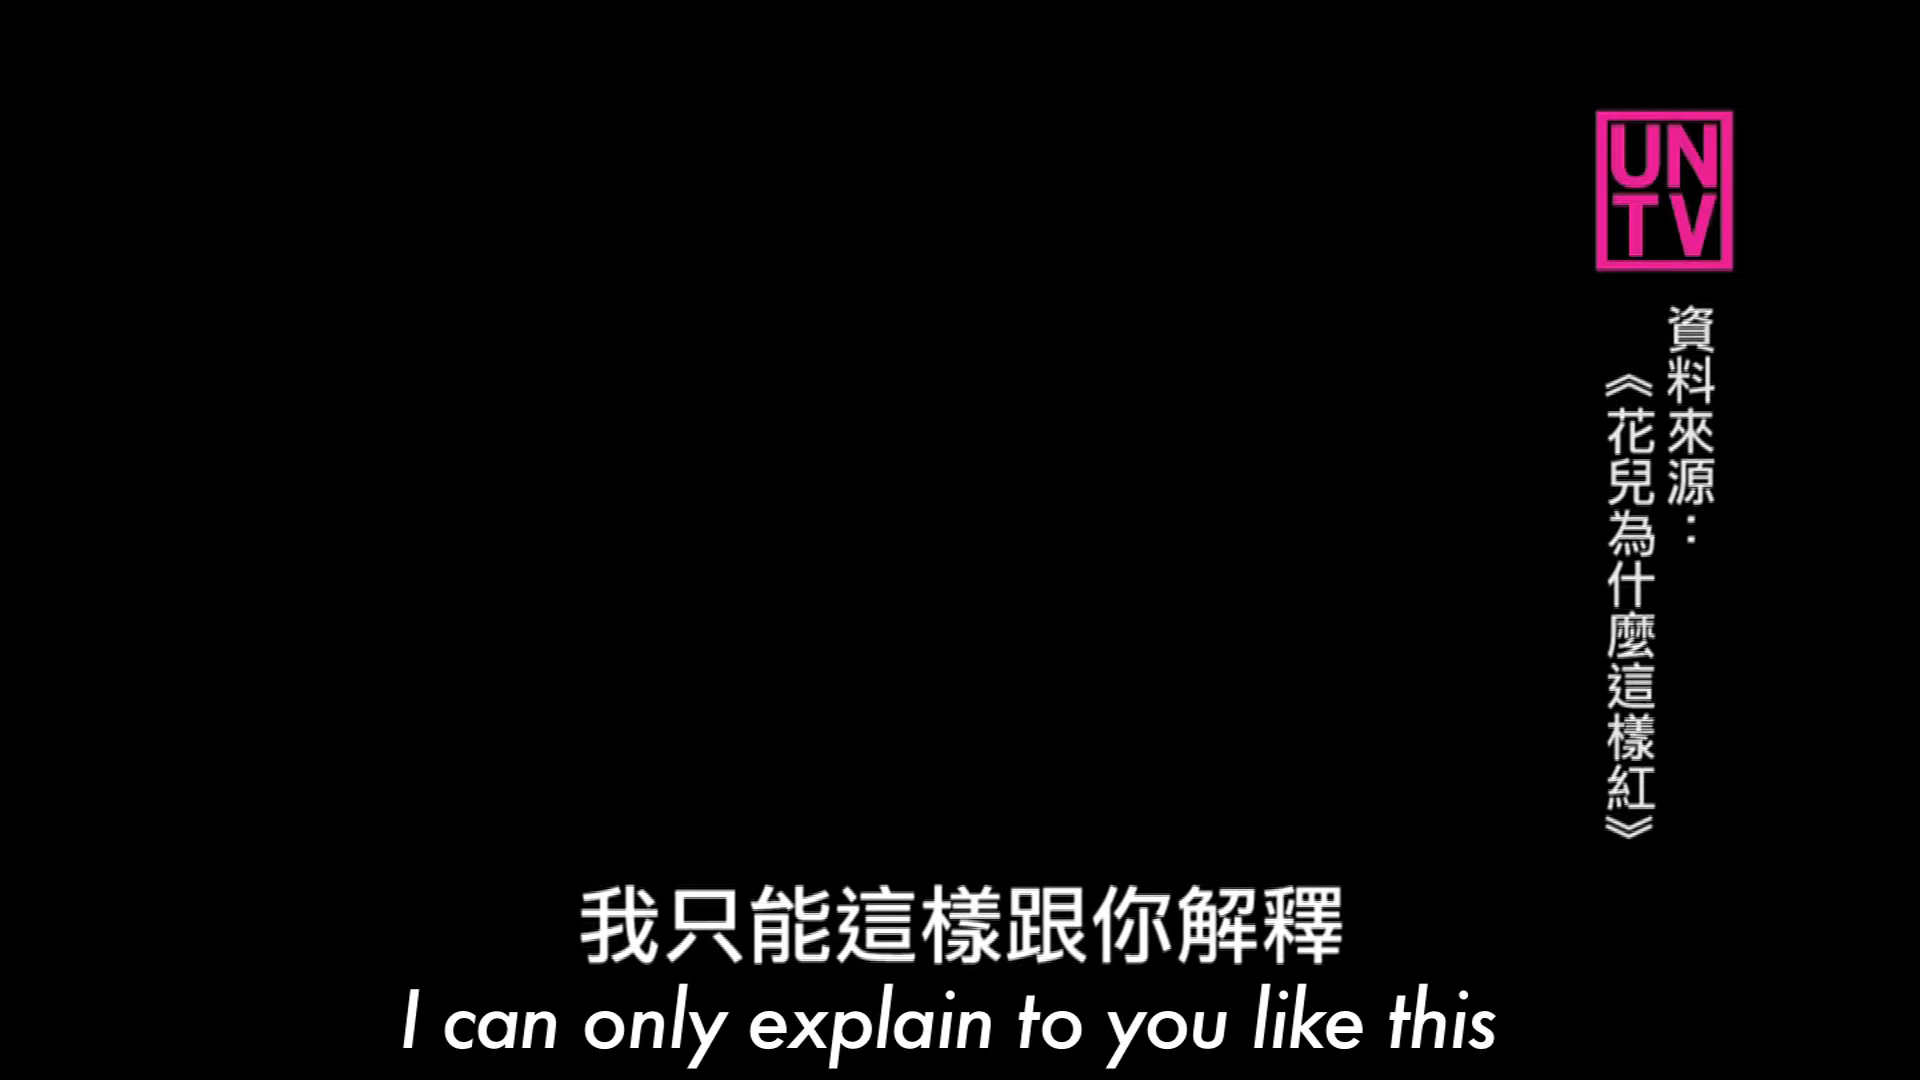 UN
TV
資料來源：
《花兒為什麼這樣紅》
我只能這樣跟你解釋
I can only explain to you like this